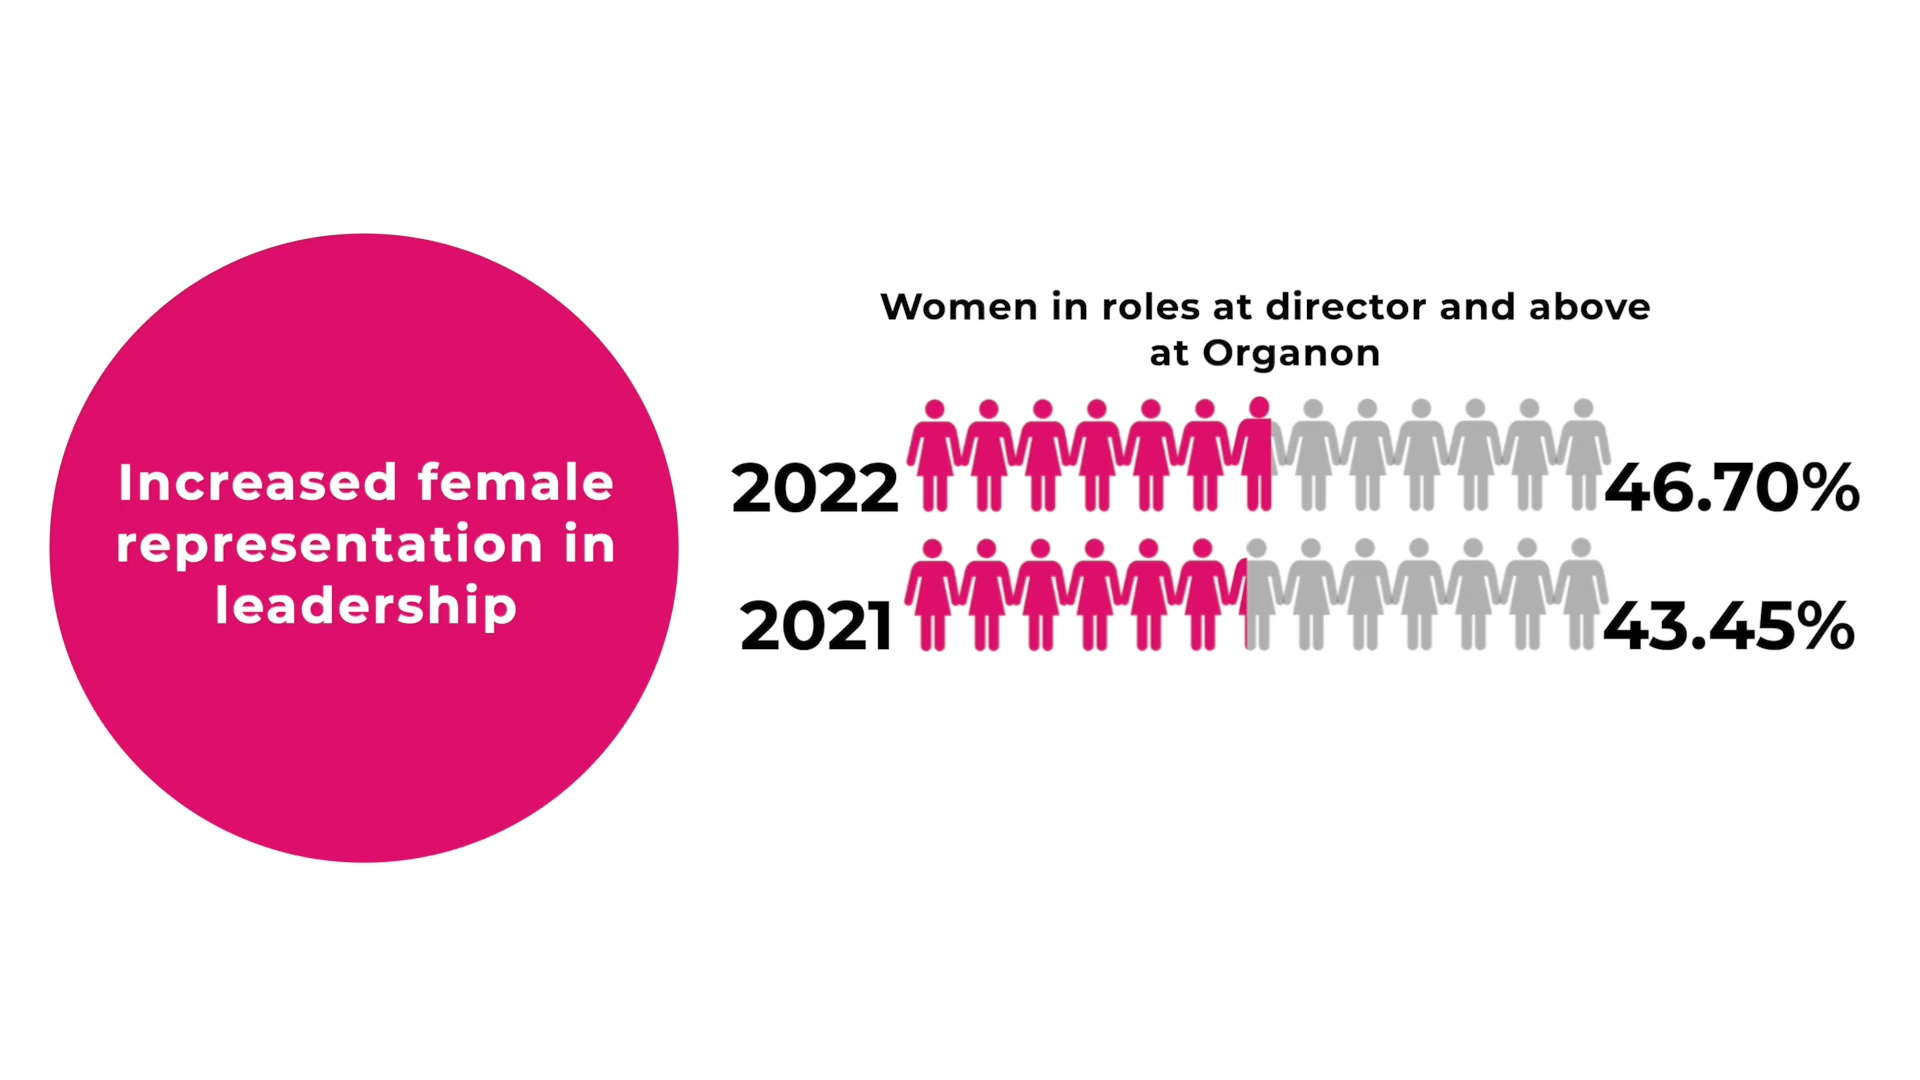 Increased female
representation in
leadership
Women in roles at director and above
at Organon
2022 46.70%
2021 43.45%